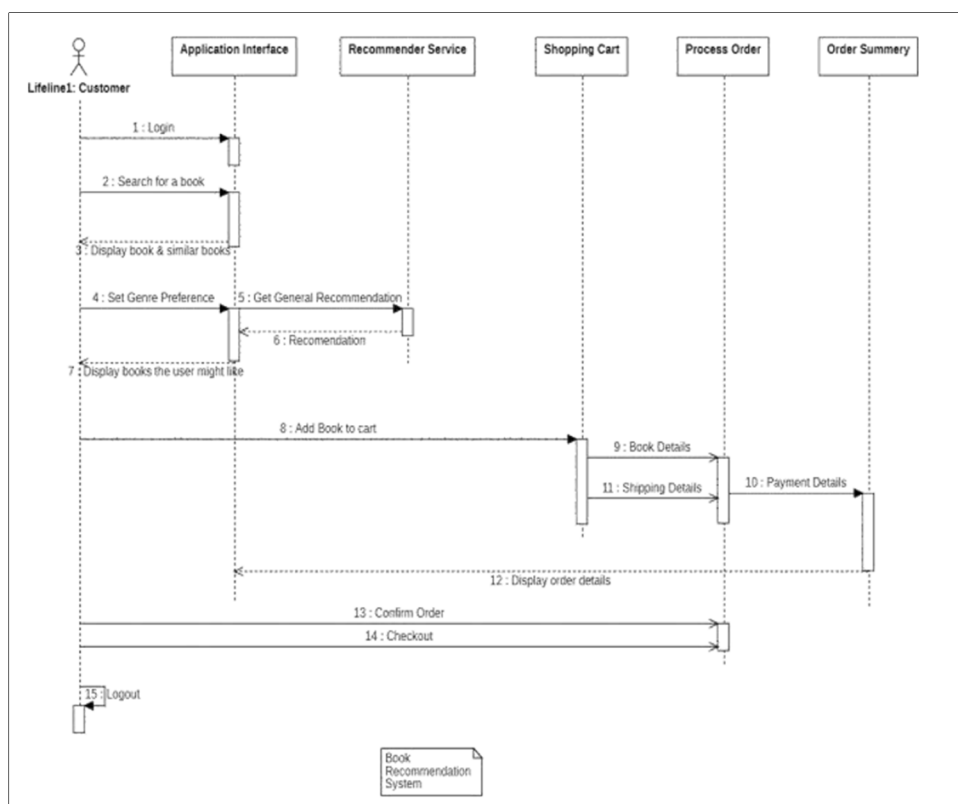 Application Interface
Recommender Service
Shopping Cart
Process Order
Order Summery
Lifeline1: Customer
1 : Login
2 : Search for a book
3 : Display book & similar books
4 : Set Genre Preference
5 : Get General Recommendation
6 : Recomendation
7 : Display books the user might like
8 : Add Book to cart
9 : Book Details
10 : Payment Details
11 : Shipping Details
12 : Display order details
13 : Confirm Order
14 : Checkout
15 : Logout
Book
Recommendation
System